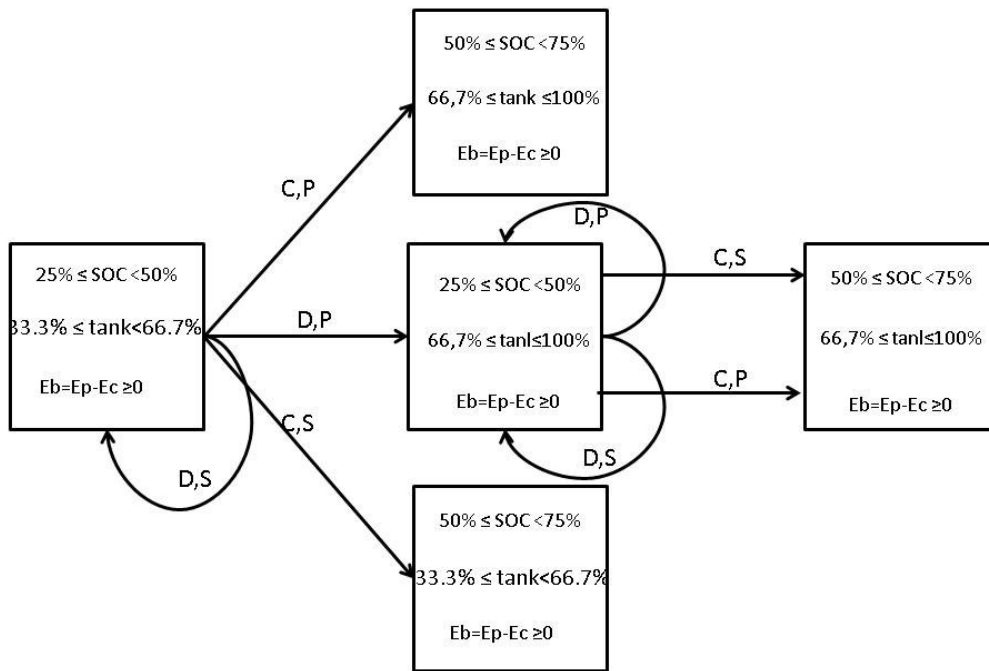 50% ≤ SOC <75%
66,7% ≤ tank ≤100%
Eb=Ep-Ec ≥0
C,P
D,P
25% ≤ SOC <50%
33.3% ≤ tank<66.7%
Eb=Ep-Ec ≥0
D,P
C,S
D,S
25% ≤ SOC <50%
66,7% ≤ tanl≤100%
Eb=Ep-Ec ≥0
C,S
C,P
D,S
50% ≤ SOC <75%
66,7% ≤ tanl≤100%
Eb=Ep-Ec ≥0
50% ≤ SOC <75%
33.3% ≤ tank<66.7%
Eb=Ep-Ec ≥0